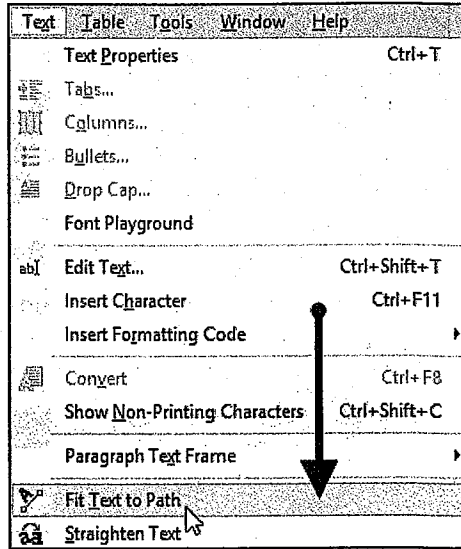 Text Table Tools Window Help
Text Properties Ctrl+T
Tabs...
Columns...
Bullets...
Drop Cap...
Font Playground
ab Edit Text... Ctrl+Shift+T
Insert Character Ctrl+F11
Insert Formatting Code
Convert Ctrl+F8
Show Non-Printing Characters Ctrl+Shift+C
Paragraph Text Frame
Fit Text to Path
aa Straighten Text